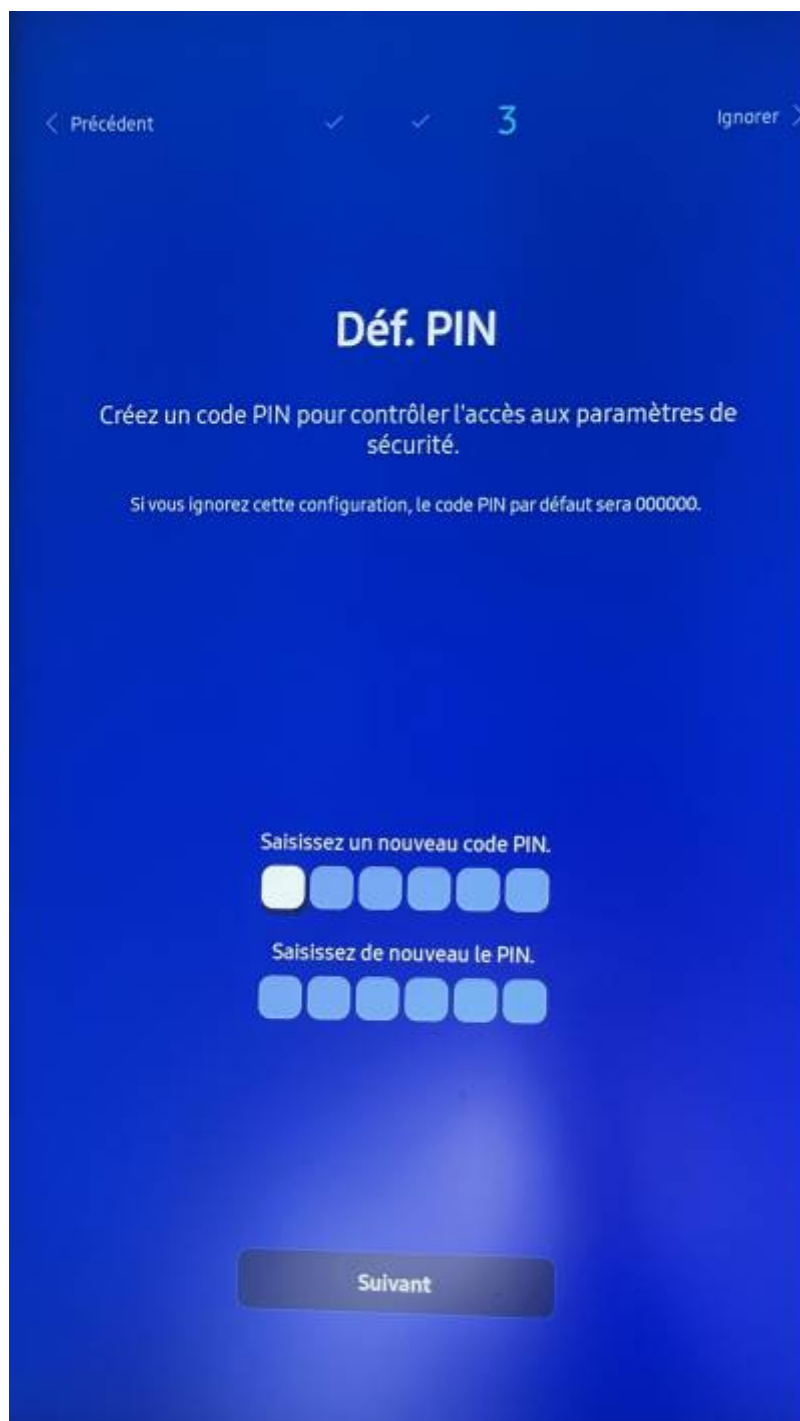 Précédent
3
Ignorer
Déf. PIN
Créez un code PIN pour contrôler l'accès aux paramètres de
sécurité.
Si vous ignorez cette configuration, le code PIN par défaut sera 000000.
Saisissez un nouveau code PIN.
Saisissez de nouveau le PIN.
Suivant